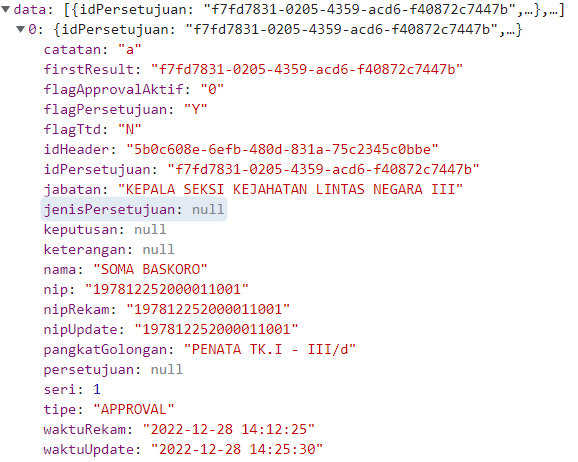 ▼data: [{idPersetujuan: "f7fd7831-0205-4359-acd6-f40872c7447b",…},…]
▼0: {idPersetujuan: "f7fd7831-0205-4359-acd6-f40872c7447b",…}
catatan: "a"
firstResult: "f7fd7831-0205-4359-acd6-f40872c7447b"
flagApprovalAktif: "0"
flagPersetujuan: "Y"
flagTtd: "N"
idHeader: "5b0c608e-6efb-480d-831a-75c2345c0bbe"
idPersetujuan: "f7fd7831-0205-4359-acd6-f40872c7447b"
jabatan: "KEPALA SEKSI KEJAHATAN LINTAS NEGARA III"
jenisPersetujuan: null
keputusan: null
keterangan: null
nama: "SOMA BASKORO"
nip: "197812252000011001"
nipRekam: "197812252000011001"
nipUpdate: "197812252000011001"
pangkatGolongan: "PENATA TK.I - III/d"
persetujuan: null
seri: 1
tipe: "APPROVAL"
waktuRekam: "2022-12-28 14:12:25"
waktuUpdate: "2022-12-28 14:25:30"